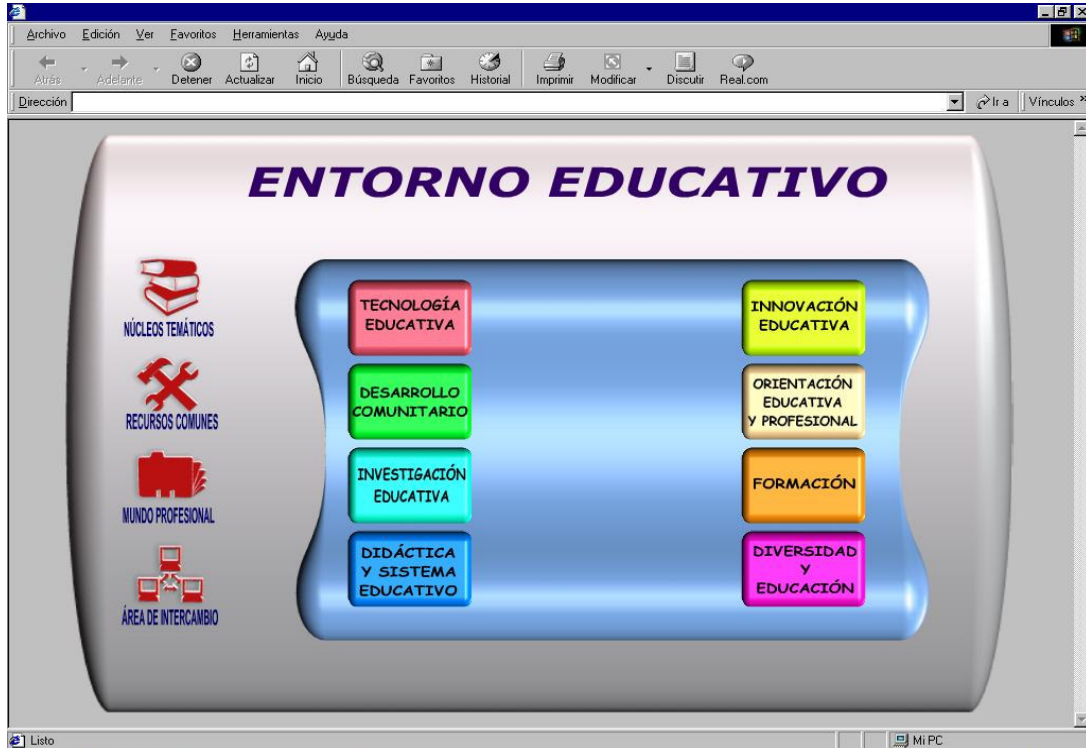 Archivo Edición Ver Favoritos Herramientas Ayuda
Atrás Adelante Detener Actualizar Inicio Búsqueda Favoritos Historial Imprimir Modificar Discutir Real.com
Dirección Ir a Vínculos »
ENTORNO EDUCATIVO
NÚCLEOS TEMÁTICOS
RECURSOS COMUNES
MUNDO PROFESIONAL
ÁREA DE INTERCAMBIO
TECNOLOGÍA
EDUCATIVA
DESARROLLO
COMUNITARIO
INVESTIGACIÓN
EDUCATIVA
DIDÁCTICA
Y SISTEMA
EDUCATIVO
INNOVACIÓN
EDUCATIVA
ORIENTACIÓN
EDUCATIVA
Y PROFESIONAL
FORMACIÓN
DIVERSIDAD
Y
EDUCACIÓN
Listo Mi PC